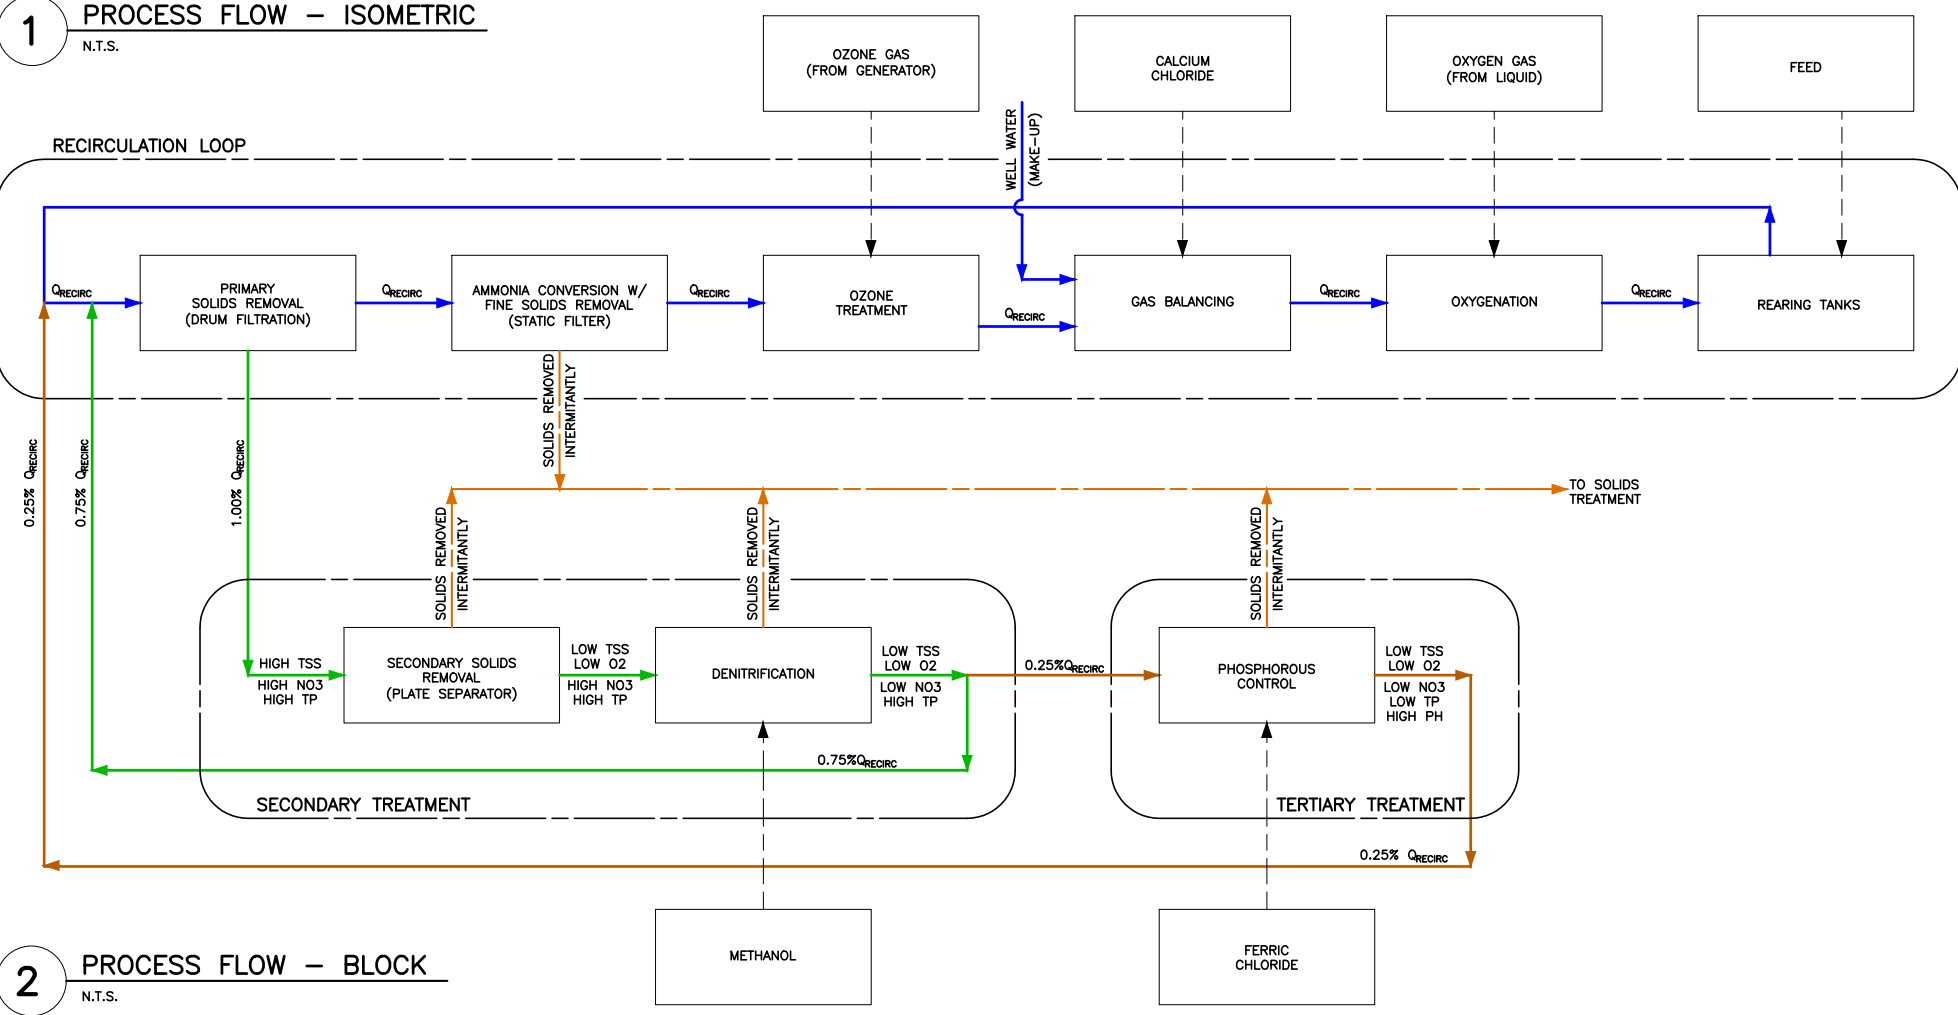 1
PROCESS FLOW - ISOMETRIC
N.T.S.
OZONE GAS
(FROM GENERATOR)
CALCIUM
CHLORIDE
OXYGEN GAS
(FROM LIQUID)
FEED
WELL WATER
(MAKE-UP)
RECIRCULATION LOOP
QRECIRC
PRIMARY
SOLIDS REMOVAL
(DRUM FILTRATION)
QRECIRC
AMMONIA CONVERSION W/
FINE SOLIDS REMOVAL
(STATIC FILTER)
QRECIRC
OZONE
TREATMENT
QRECIRC
GAS BALANCING
QRECIRC
OXYGENATION
QRECIRC
REARING TANKS
0.25% QRECIRC
0.75% QRECIRC
1.00% QRECIRC
SOLIDS REMOVED
INTERMITANTLY
TO SOLIDS
TREATMENT
SOLIDS REMOVED
INTERMITANTLY
SOLIDS REMOVED
INTERMITANTLY
SOLIDS REMOVED
INTERMITANTLY
HIGH TSS
HIGH NO3
HIGH TP
SECONDARY SOLIDS
REMOVAL
(PLATE SEPARATOR)
LOW TSS
LOW O2
HIGH NO3
HIGH TP
DENITRIFICATION
LOW TSS
LOW O2
LOW NO3
HIGH TP
0.25%QRECIRC
PHOSPHOROUS
CONTROL
LOW TSS
LOW O2
LOW NO3
LOW TP
HIGH PH
0.75%QRECIRC
SECONDARY TREATMENT
TERTIARY TREATMENT
0.25% QRECIRC
METHANOL
FERRIC
CHLORIDE
2
PROCESS FLOW - BLOCK
N.T.S.